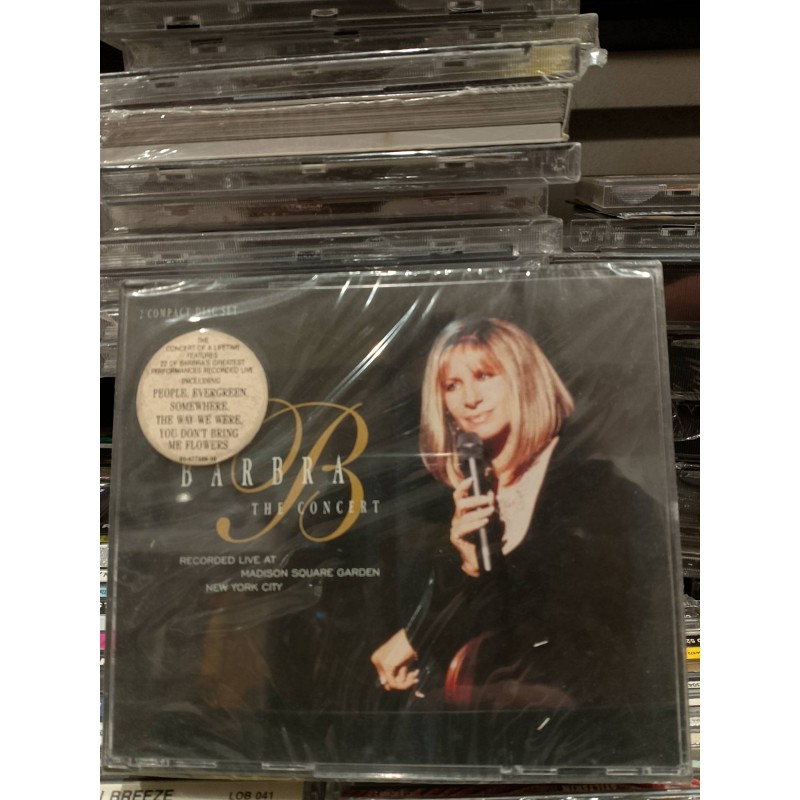 2 COMPACT DISC SET
THE
CONCERT OF A LIFETIME
FEATURES
27 OF BARBRA'S GREATEST
PERFORMANCES RECORDED LIVE
INCLUDING
PEOPLE, EVERGREEN,
SOMEWHERE,
THE WAY WE WERE,
YOU DON'T BRING
ME FLOWERS
B
BARBRA
THE CONCERT
RECORDED LIVE AT
MADISON SQUARE GARDEN
NEW YORK CITY
BREEZE
LOB 041